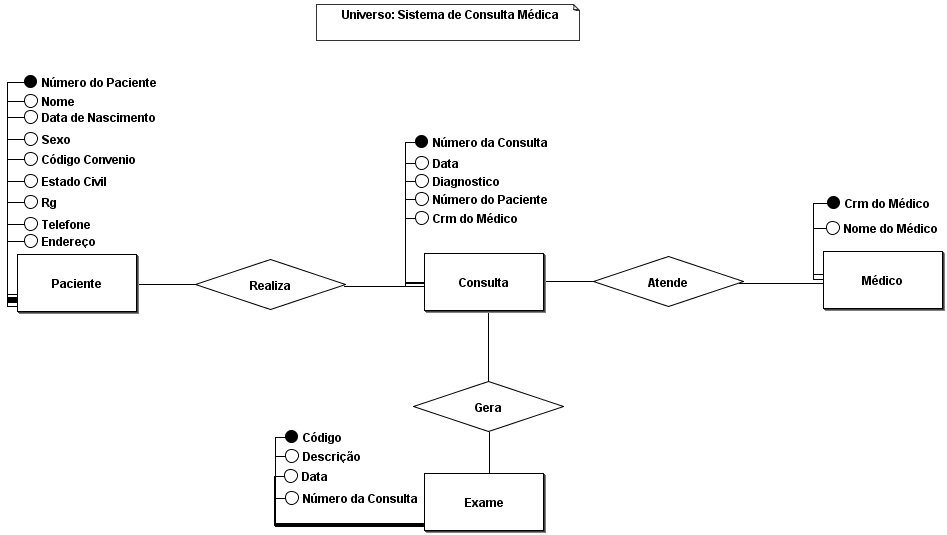 Universo: Sistema de Consulta Médica
Número do Paciente
Nome
Data de Nascimento
Sexo
Código Convenio
Estado Civil
Rg
Telefone
Endereço
Paciente
Realiza
Número da Consulta
Data
Diagnostico
Número do Paciente
Crm do Médico
Consulta
Atende
Crm do Médico
Nome do Médico
Médico
Gera
Código
Descrição
Data
Número da Consulta
Exame